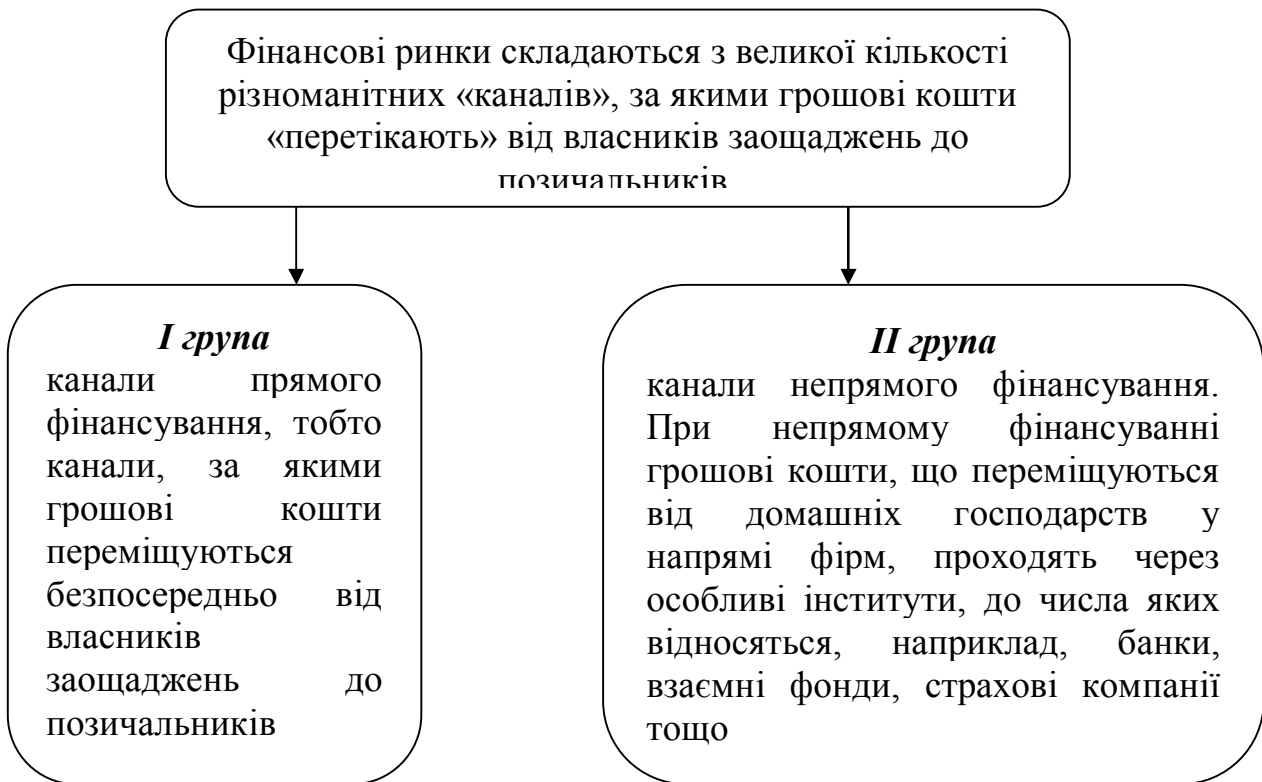 Фінансові ринки складаються з великої кількості
різноманітних «каналів», за якими грошові кошти
«перетікають» від власників заощаджень до
позичальників
I група
канали прямого
фінансування, тобто
канали, за якими
грошові кошти
переміщуються
безпосередньо від
власників
заощаджень до
позичальників
II група
канали непрямого фінансування.
При непрямому фінансуванні
грошові кошти, що переміщуються
від домашніх господарств у
напрямі фірм, проходять через
особливі інститути, до числа яких
відносяться, наприклад, банки,
взаємні фонди, страхові компанії
тощо